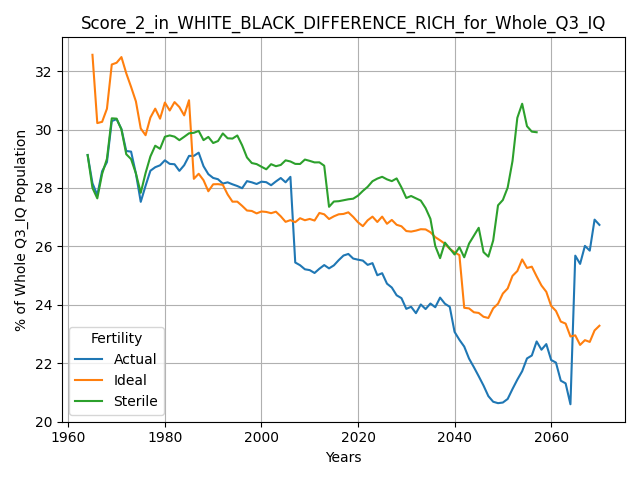 Score_2_in_WHITE_BLACK_DIFFERENCE_RICH_for_Whole_Q3_IQ
% of Whole Q3_IQ Population
32
30
28
26
24
22
20
Fertility
Actual
Ideal
Sterile
1960 1980 2000 2020 2040 2060
Years